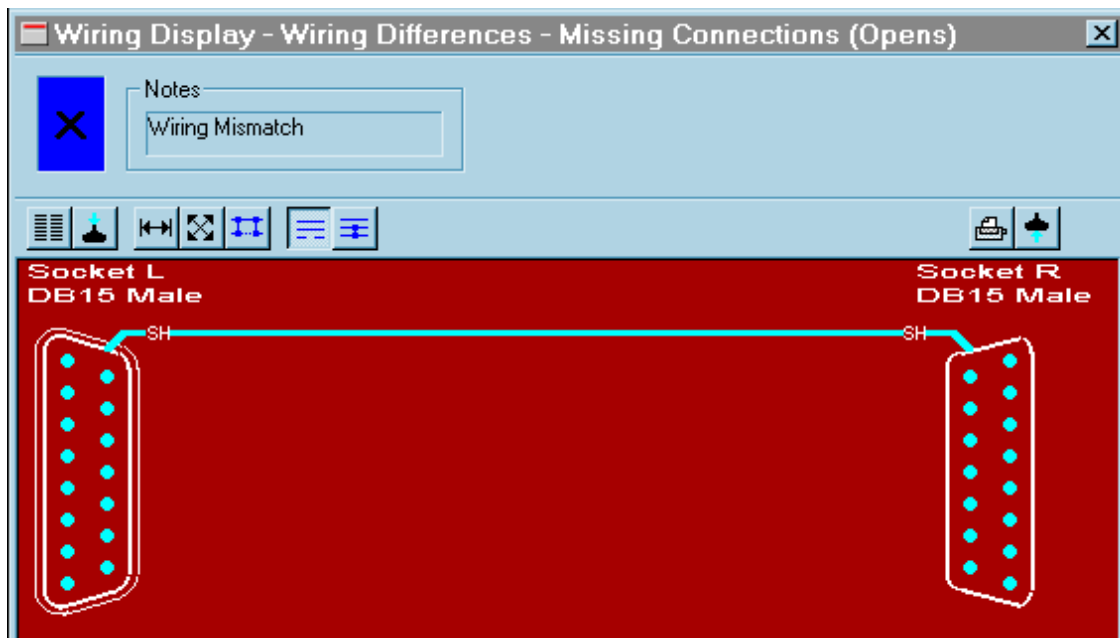 Wiring Display - Wiring Differences - Missing Connections (Opens)
Notes
Wiring Mismatch
Socket L
DB15 Male
Socket R
DB15 Male
SH
SH